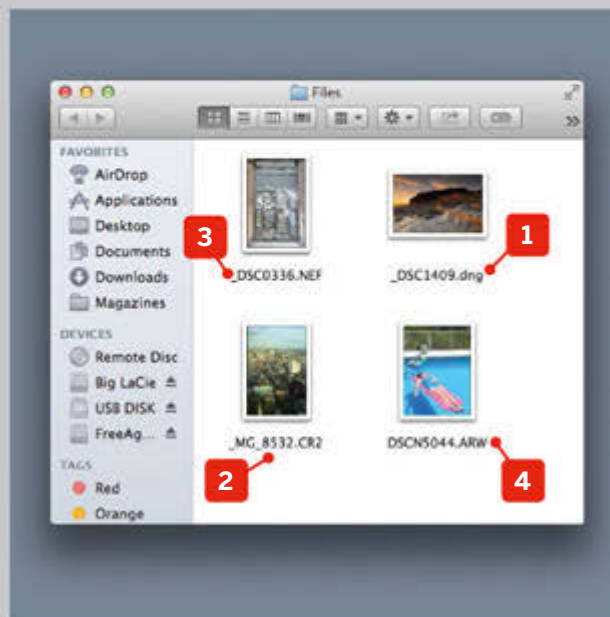 Files
FAVORITES
AirDrop
Applications
Desktop
Documents
Downloads
Magazines
DEVICES
Remote Disc
Big LaCie
USB DISK
FreeAg...
TAGS
Red
Orange
3
_DSC0336.NEF
1
_DSC1409.dng
_MG_8532.CR2
2
DSCN5044.ARW
4